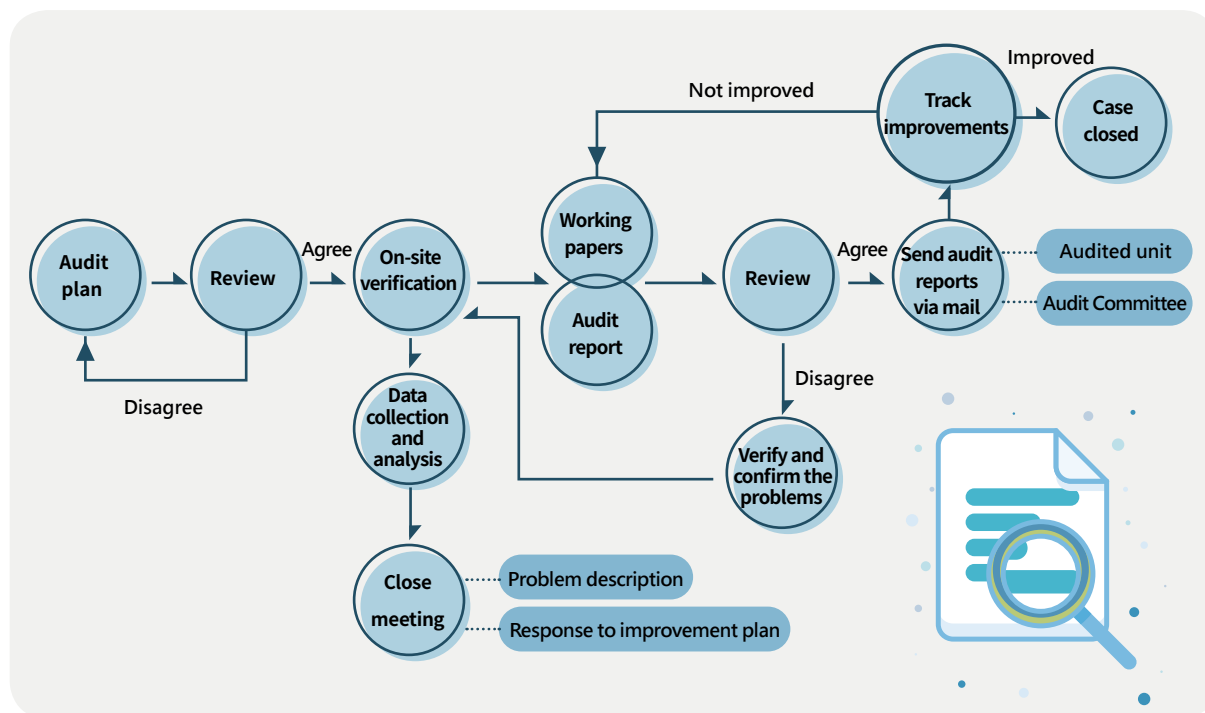 Audit
plan
Review
Disagree
Agree
On-site
verification
Data
collection
and
analysis
Close
meeting
Problem description
Response to improvement plan
Working
papers
Audit
report
Review
Disagree
Verify and
confirm the
problems
Agree
Send audit
reports
via mail
Audited unit
Audit Committee
Track
improvements
Not improved
Improved
Case
closed